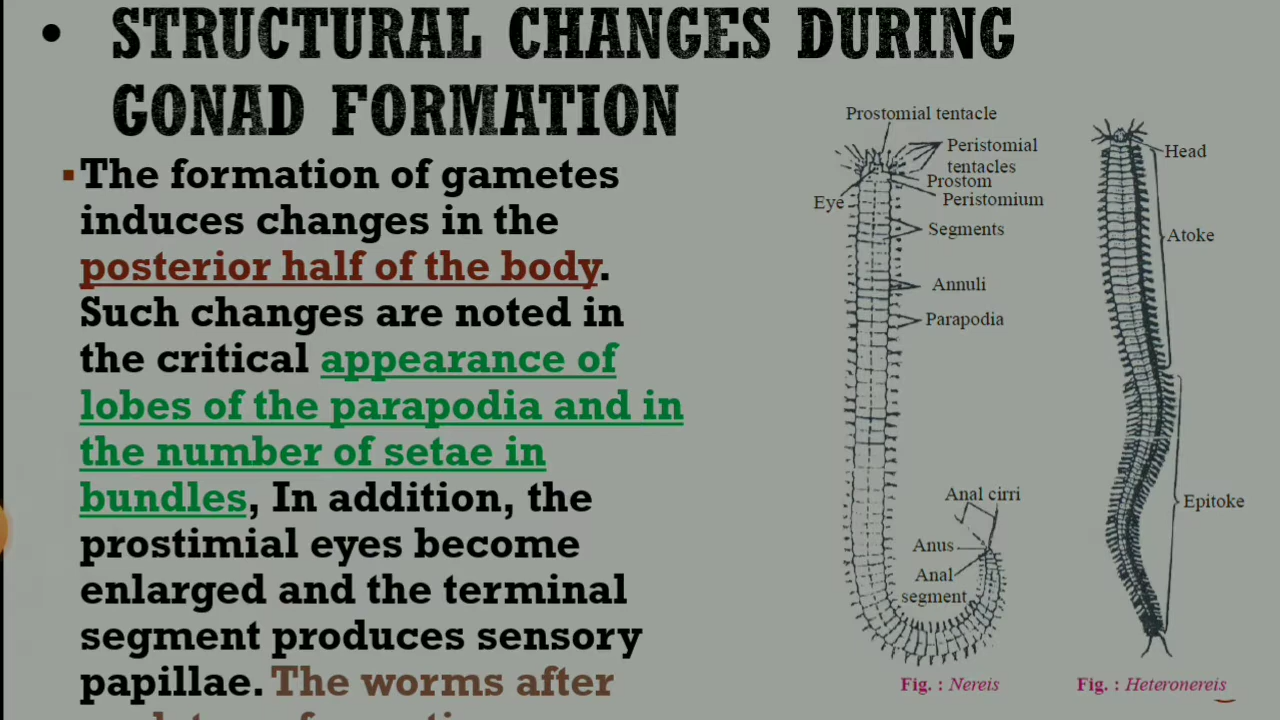 • STRUCTURAL CHANGES DURING
GONAD FORMATION
▪The formation of gametes
induces changes in the
posterior half of the body.
Such changes are noted in
the critical appearance of
lobes of the parapodia and in
the number of setae in
bundles, In addition, the
prostimial eyes become
enlarged and the terminal
segment produces sensory
papillae. The worms after
Prostomial tentacle
Peristomial
tentacles
Prostom
Peristomium
Eye
Segments
Annuli
Parapodia
Anal cirri
Anus
Anal
segment
Fig. : Nereis
Head
Atoke
Epitoke
Fig. : Heteronereis